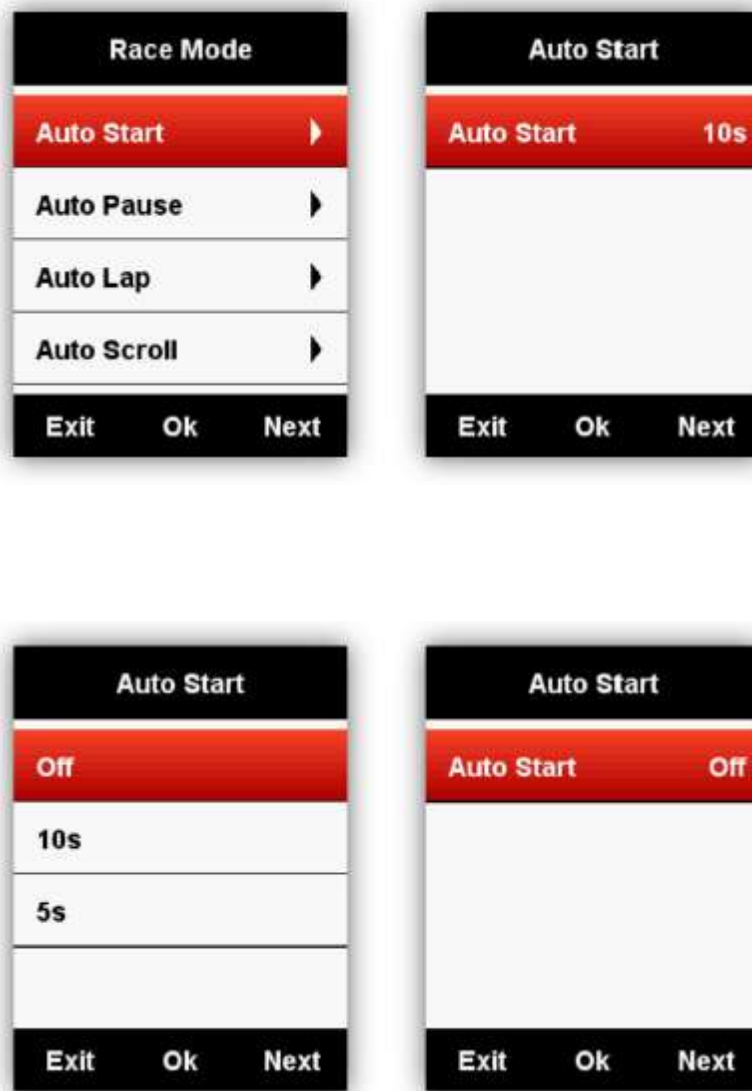 Race Mode
Auto Start
Auto Pause
Auto Lap
Auto Scroll
Exit Ok Next
Auto Start
Auto Start 10s
Exit Ok Next
Auto Start
Off
10s
5s
Exit Ok Next
Auto Start
Auto Start Off
Exit Ok Next